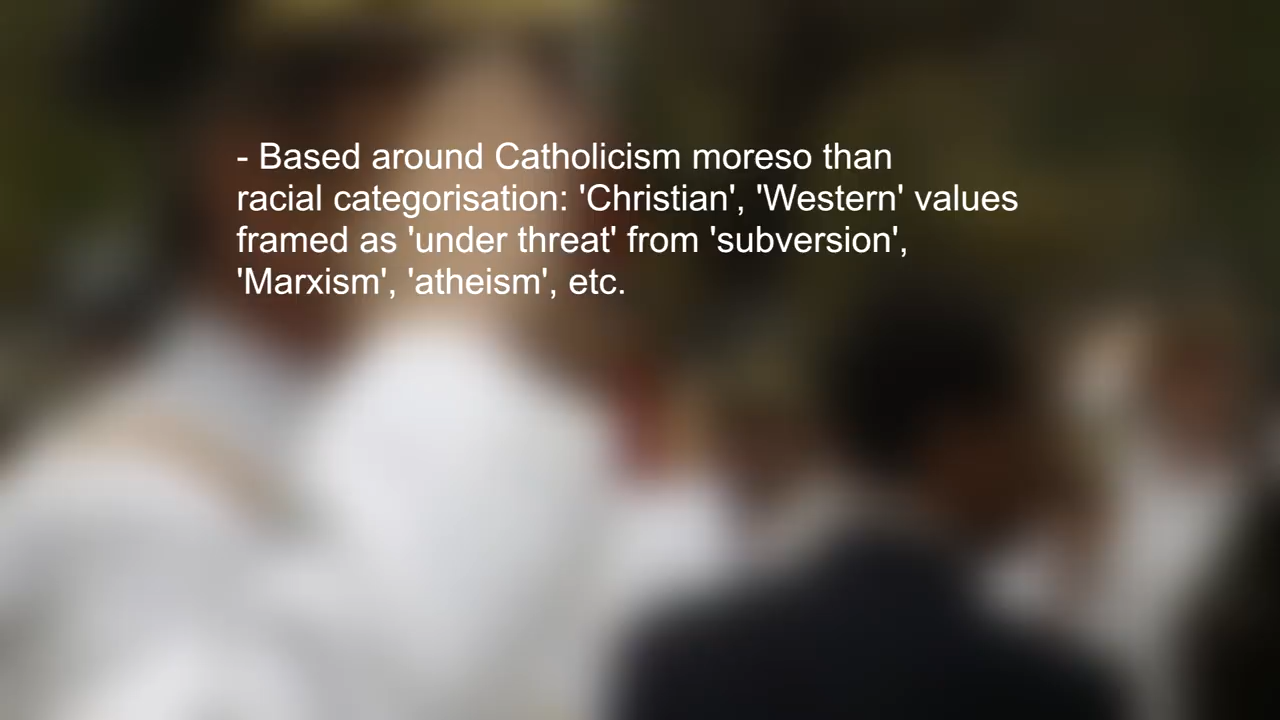 - Based around Catholicism moreso than
racial categorisation: 'Christian', 'Western' values
framed as 'under threat' from 'subversion',
'Marxism', 'atheism', etc.